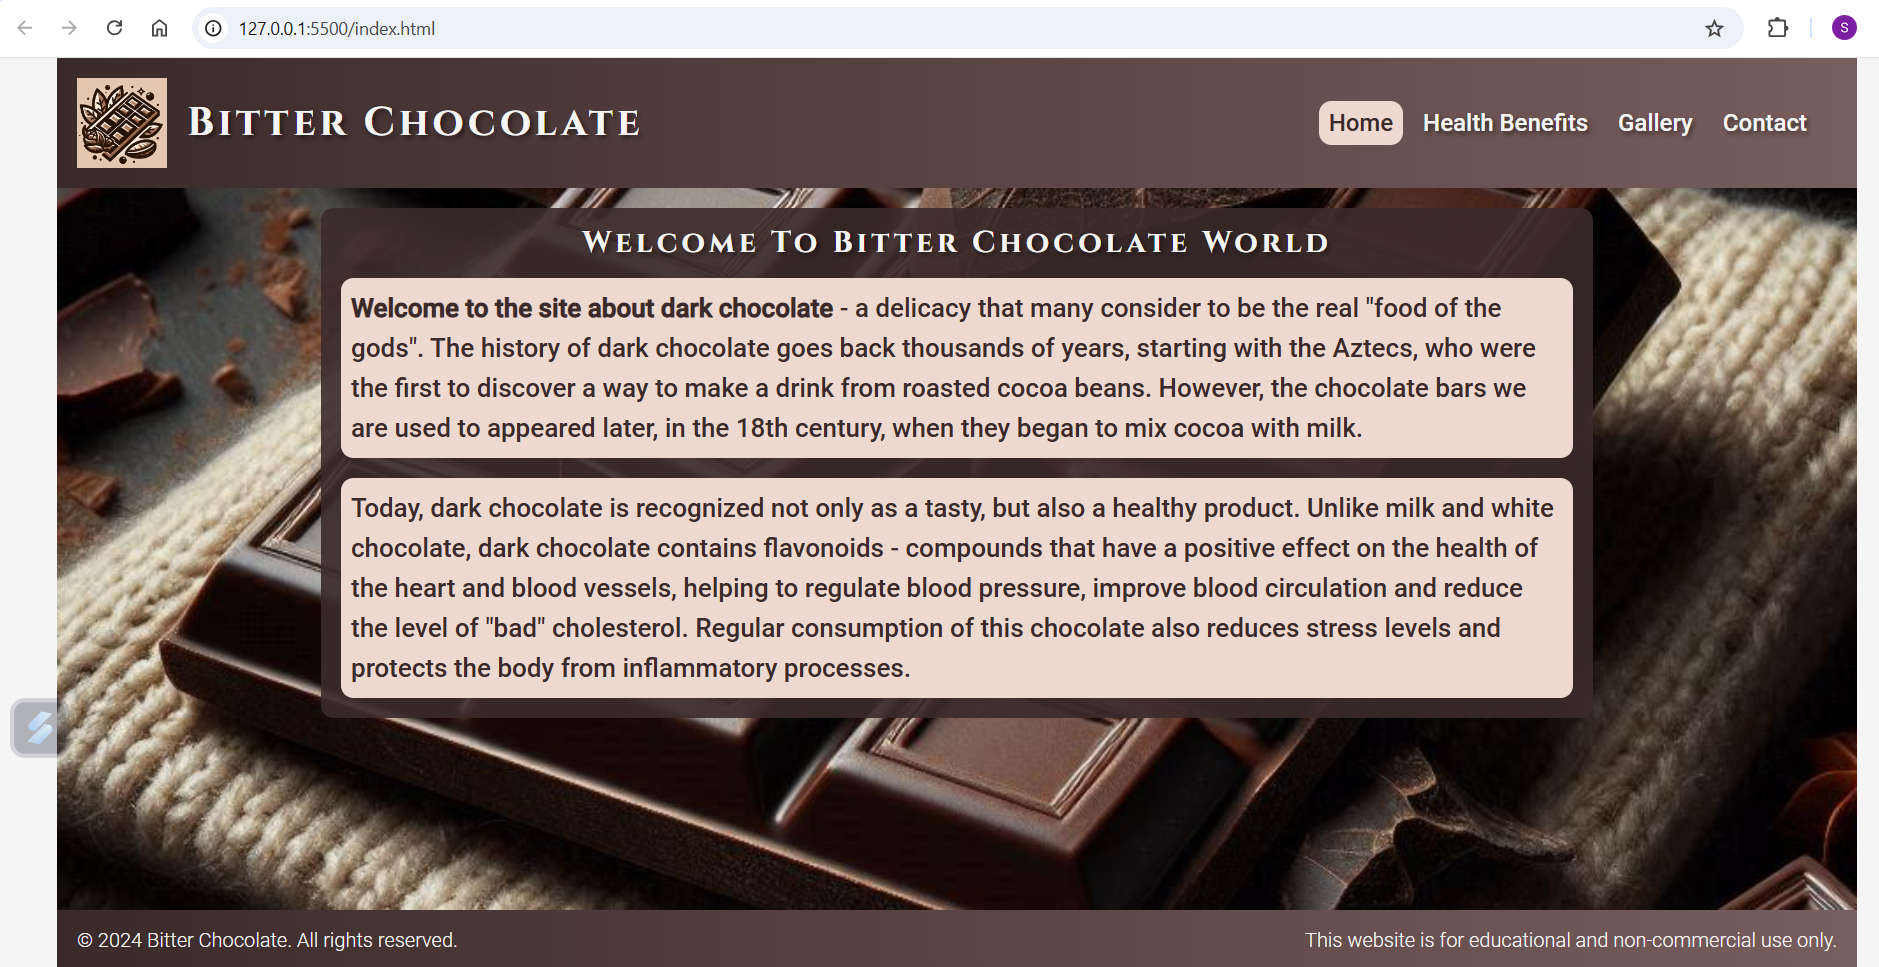 127.0.0.1:5500/index.html
S
Bitter Chocolate
Home Health Benefits Gallery Contact
Welcome To Bitter Chocolate World
Welcome to the site about dark chocolate - a delicacy that many consider to be the real "food of the
gods". The history of dark chocolate goes back thousands of years, starting with the Aztecs, who were
the first to discover a way to make a drink from roasted cocoa beans. However, the chocolate bars we
are used to appeared later, in the 18th century, when they began to mix cocoa with milk.
Today, dark chocolate is recognized not only as a tasty, but also a healthy product. Unlike milk and white
chocolate, dark chocolate contains flavonoids - compounds that have a positive effect on the health of
the heart and blood vessels, helping to regulate blood pressure, improve blood circulation and reduce
the level of "bad" cholesterol. Regular consumption of this chocolate also reduces stress levels and
protects the body from inflammatory processes.
© 2024 Bitter Chocolate. All rights reserved.
This website is for educational and non-commercial use only.